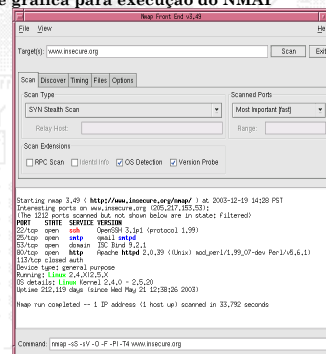 e gráfica para execução do NMAP
Nmap Front End v3.49
File View He
Target(s): www.insecure.org Scan Exit
Scan Discover Timing Files Options
Scan Type Scanned Ports
SYN Stealth Scan Most Important [fast]
Relay Host: Range:
Scan Extensions
RPC Scan Identd Info OS Detection Version Probe
Starting nmap 3.49 ( http://www.insecure.org/nmap/ ) at 2003-12-19 14:28 PST
Interesting ports on www.insecure.org (205.217.153.53):
(The 1212 ports scanned but not shown below are in state: filtered)
PORT STATE SERVICE VERSION
22/tcp open ssh OpenSSH 3.1p1 (protocol 1.99)
25/tcp open smtp qmail smtpd
53/tcp open domain ISC Bind 9.2.1
80/tcp open http Apache httpd 2.0.39 ((Unix) mod_perl/1.99_07-dev Perl/v5.6.1)
113/tcp closed auth
Device type: general purpose
Running: Linux 2.4.X|2.5.X
OS details: Linux Kernel 2.4.0 - 2.5.20
Uptime 212.119 days (since Wed May 21 12:38:26 2003)
Nmap run completed -- 1 IP address (1 host up) scanned in 33.792 seconds
Command: nmap -sS -sV -O -F -PI -T4 www.insecure.org